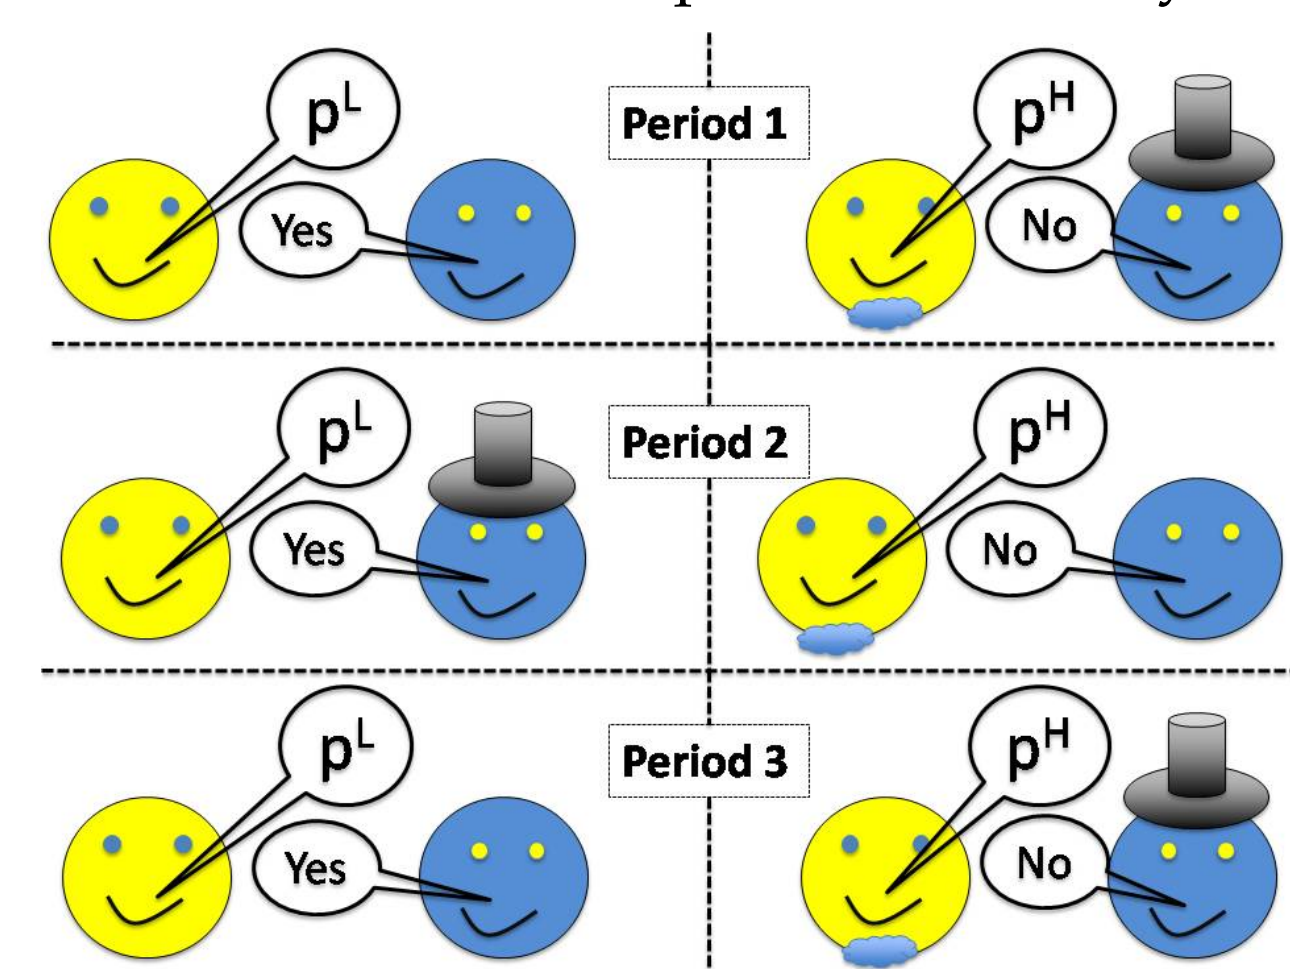 pᴸ
Yes
Period 1
pᴴ
No
pᴸ
Yes
Period 2
pᴴ
No
pᴸ
Yes
Period 3
pᴴ
No